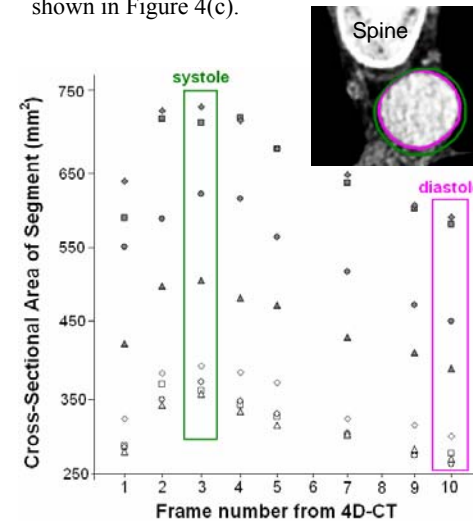 shown in Figure 4(c).
Spine
systole
diastole
Cross-Sectional Area of Segment (mm²)
750
650
550
450
350
250
1 2 3 4 5 6 7 8 9 10
Frame number from 4D-CT